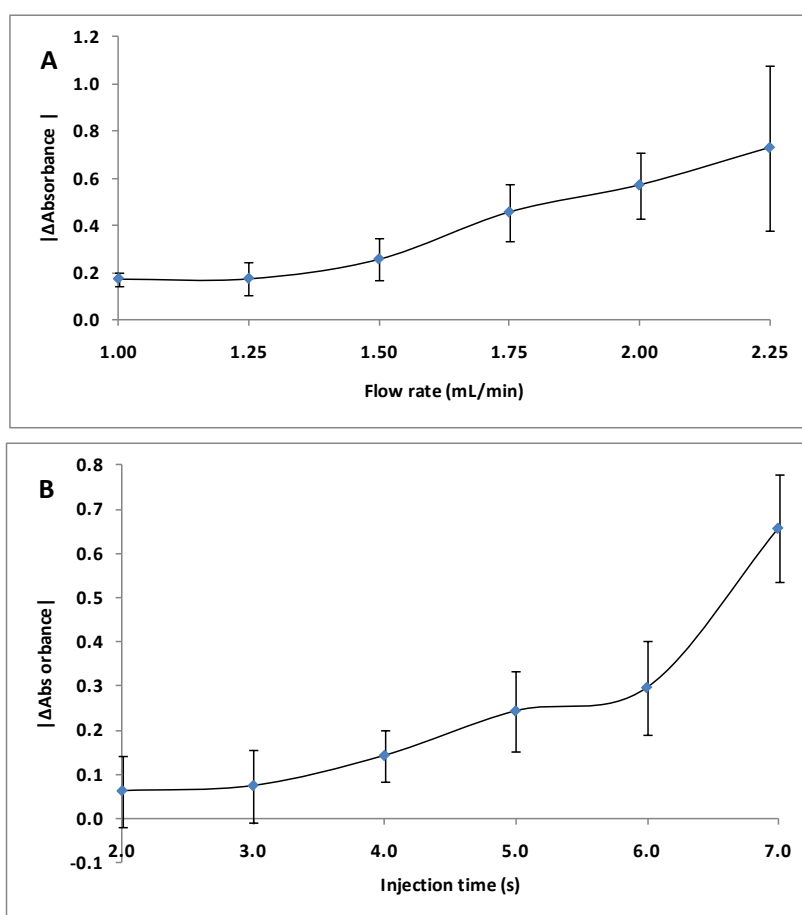 A
1.2
1.0
0.8
0.6
0.4
0.2
0.0
|ΔAbsorbance |
1.00 1.25 1.50 1.75 2.00 2.25
Flow rate (mL/min)
B
0.8
0.7
0.6
0.5
0.4
0.3
0.2
0.1
0.0
-0.1
|ΔAbs orbance|
2.0 3.0 4.0 5.0 6.0 7.0
Injection time (s)